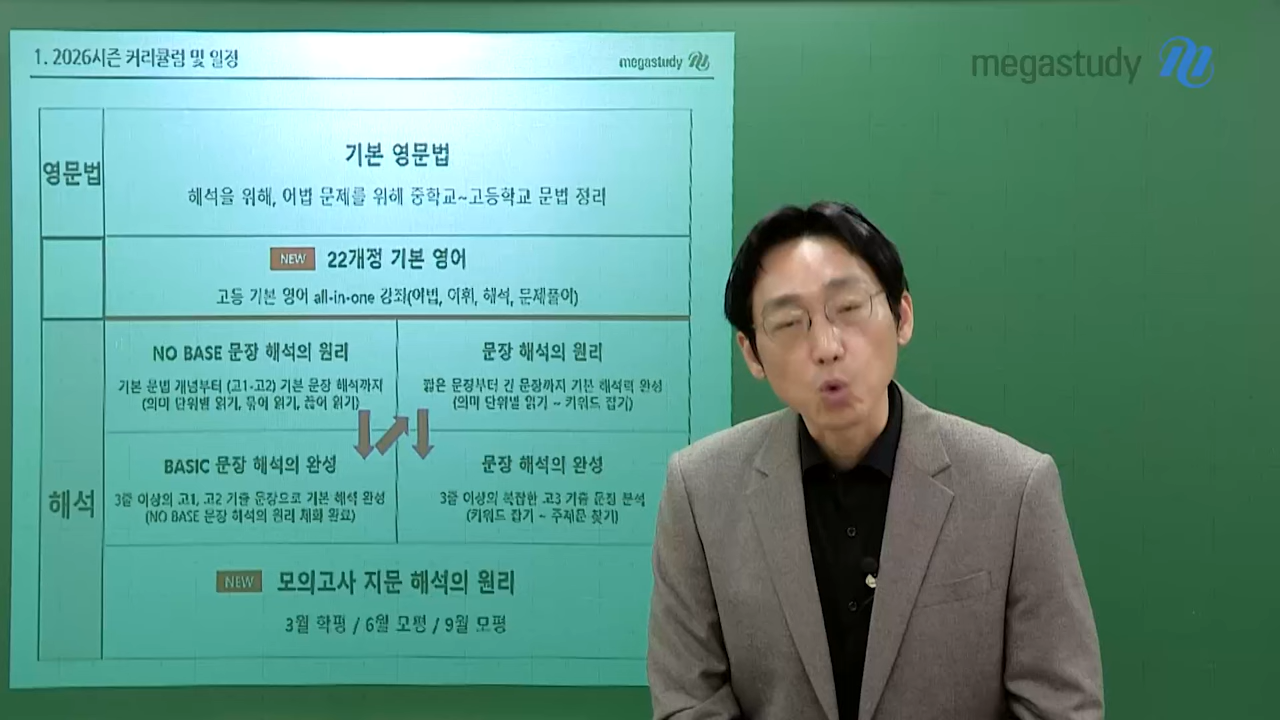 1. 2026시즌 커리큘럼 및 일정
megastudy
megastudy
영문법
기본 영문법
해석을 위해, 어법 문제를 위해 중학교~고등학교 문법 정리
NEW 22개정 기본 영어
고등 기본 영어 all-in-one 강좌(어법, 어휘, 해석, 문제풀이)
해석
NO BASE 문장 해석의 원리
기본 문법 개념부터 (고1-고2) 기본 문장 해석까지
(의미 단위별 읽기, 묶어 읽기, 끊어 읽기)
문장 해석의 원리
짧은 문장부터 긴 문장까지 기본 해석력 완성
(의미 단위별 읽기 ~ 키워드 잡기)
BASIC 문장 해석의 완성
3줄 이상의 고1, 고2 기출 문장으로 기본 해석 완성
(NO BASE 문장 해석의 원리 체화 완료)
문장 해석의 완성
3줄 이상의 복잡한 고3 기출 문장 분석
(키워드 잡기 ~ 주제문 찾기)
NEW 모의고사 지문 해석의 원리
3월 학평 / 6월 모평 / 9월 모평